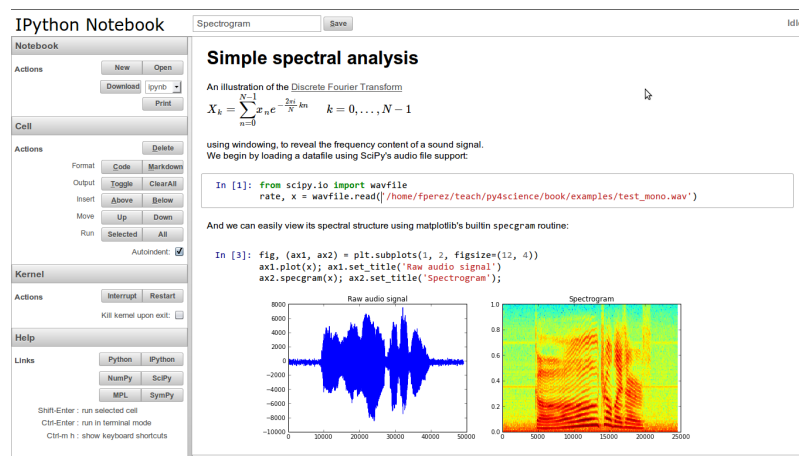 IPython Notebook
Spectrogram
Save
Idl
Notebook
Actions New Open
Download ipynb
Print
Cell
Actions Delete
Format Code Markdown
Output Toggle ClearAll
Insert Above Below
Move Up Down
Run Selected All
Autoindent:
Kernel
Actions Interrupt Restart
Kill kernel upon exit:
Help
Links Python IPython
NumPy SciPy
MPL SymPy
Shift-Enter : run selected cell
Ctrl-Enter : run in terminal mode
Ctrl-m h : show keyboard shortcuts
Simple spectral analysis
An illustration of the Discrete Fourier Transform
X_k = \sum_{n=0}^{N-1} x_n e^{-\frac{2\pi i}{N} kn} k = 0, . . . , N − 1
using windowing, to reveal the frequency content of a sound signal.
We begin by loading a datafile using SciPy's audio file support:
In [1]: from scipy.io import wavfile
rate, x = wavfile.read('/home/fperez/teach/py4science/book/examples/test_mono.wav')
And we can easily view its spectral structure using matplotlib's builtin specgram routine:
In [3]: fig, (ax1, ax2) = plt.subplots(1, 2, figsize=(12, 4))
ax1.plot(x); ax1.set_title('Raw audio signal')
ax2.specgram(x); ax2.set_title('Spectrogram');
Raw audio signal
8000
6000
4000
2000
0
−2000
−4000
−6000
−8000
−10000
0 10000 20000 30000 40000 50000
Spectrogram
1.0
0.8
0.6
0.4
0.2
0.0
0 5000 10000 15000 20000 25000